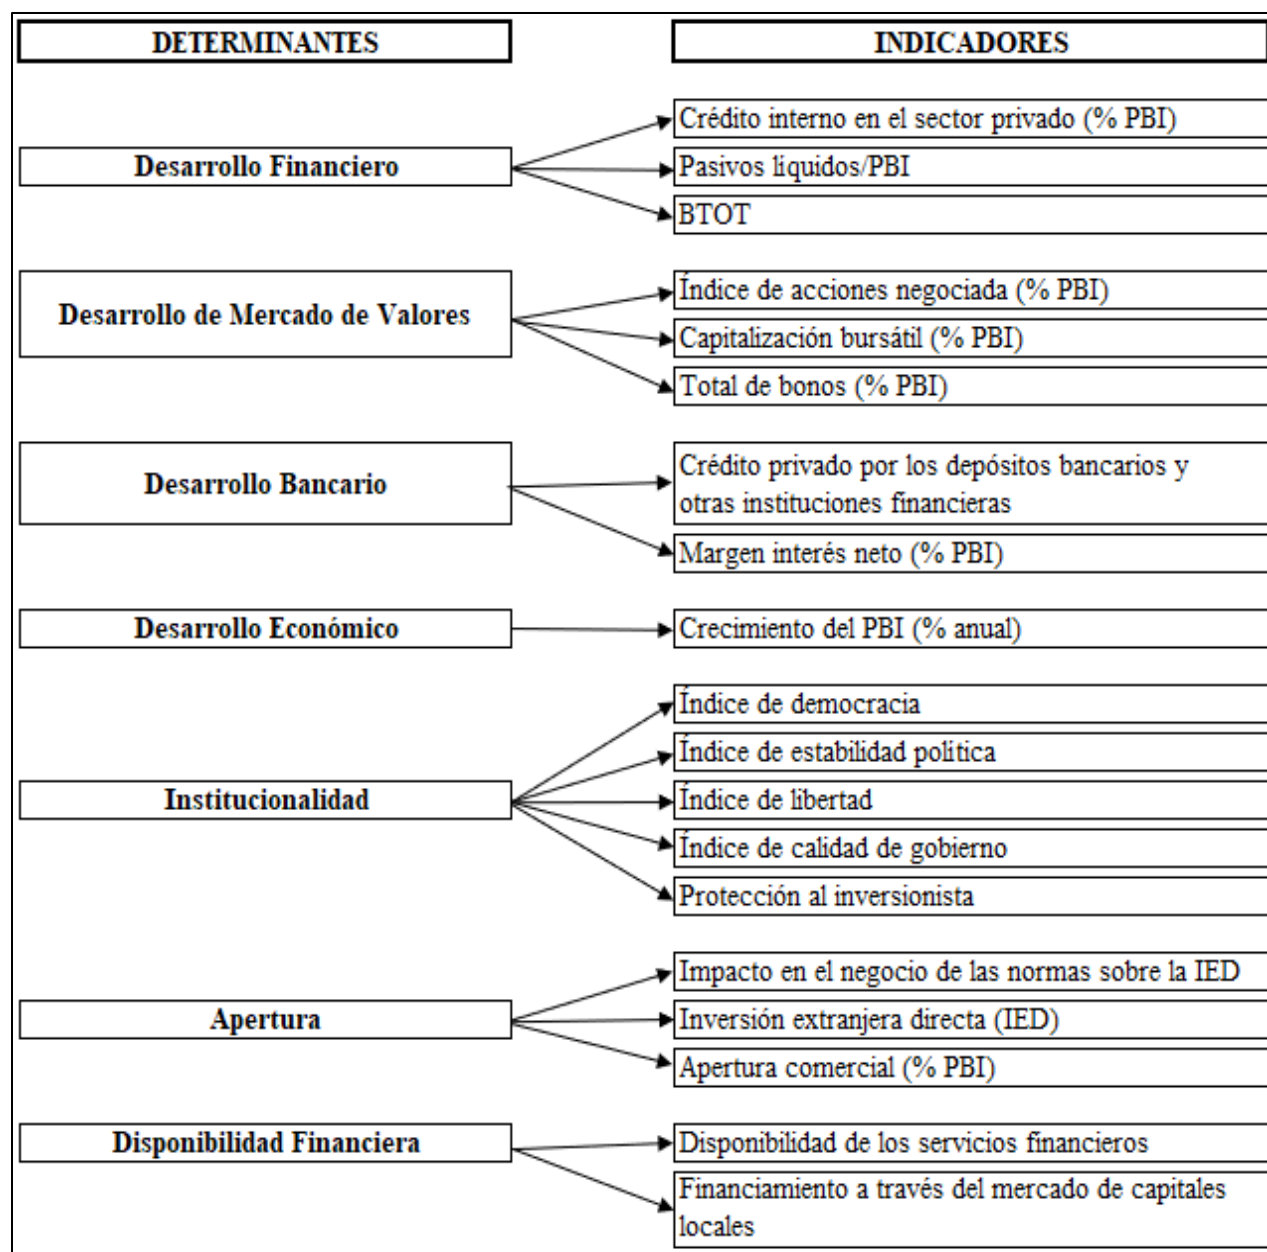 DETERMINANTES
INDICADORES
Desarrollo Financiero
Crédito interno en el sector privado (% PBI)
Pasivos líquidos/PBI
BTOT
Desarrollo de Mercado de Valores
Índice de acciones negociada (% PBI)
Capitalización bursátil (% PBI)
Total de bonos (% PBI)
Desarrollo Bancario
Crédito privado por los depósitos bancarios y
otras instituciones financieras
Margen interés neto (% PBI)
Desarrollo Económico
Crecimiento del PBI (% anual)
Institucionalidad
Índice de democracia
Índice de estabilidad política
Índice de libertad
Índice de calidad de gobierno
Protección al inversionista
Apertura
Impacto en el negocio de las normas sobre la IED
Inversión extranjera directa (IED)
Apertura comercial (% PBI)
Disponibilidad Financiera
Disponibilidad de los servicios financieros
Financiamiento a través del mercado de capitales
locales